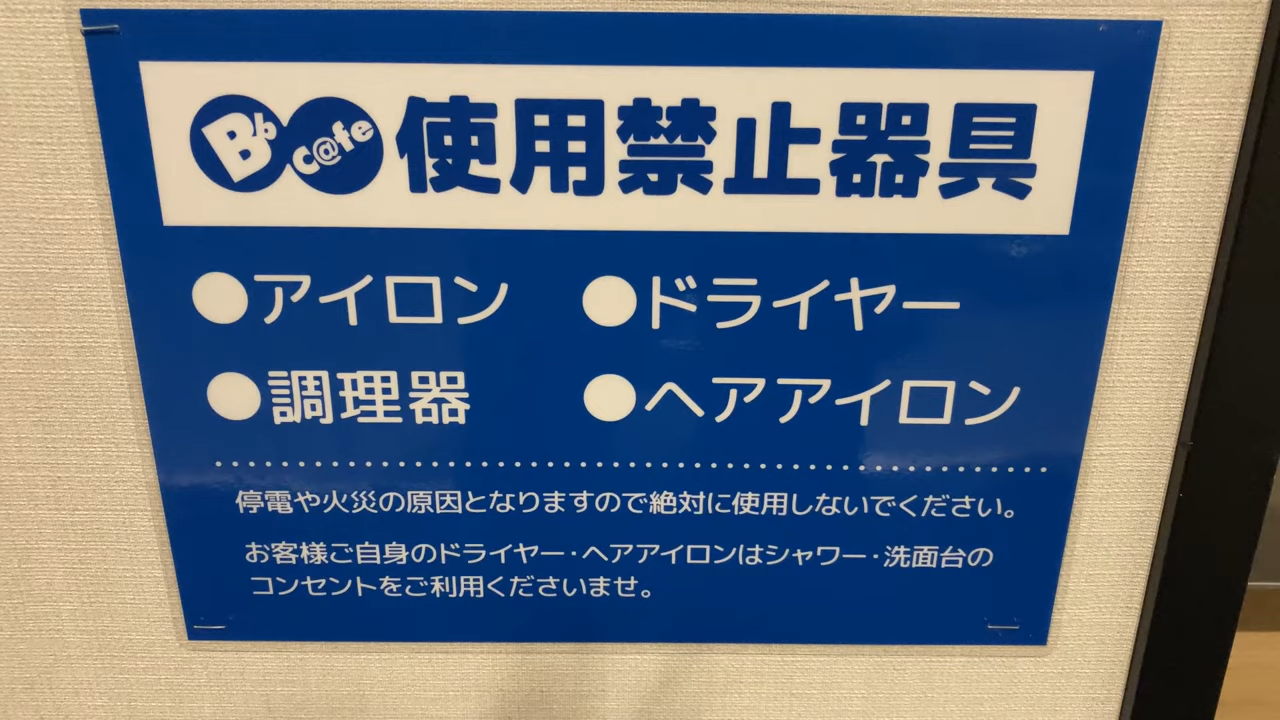 Bb c@fe 使用禁止器具
●アイロン ●ドライヤー
●調理器 ●ヘアアイロン
停電や火災の原因となりますので絶対に使用しないでください。
お客様ご自身のドライヤー・ヘアアイロンはシャワー・洗面台の
コンセントをご利用くださいませ。